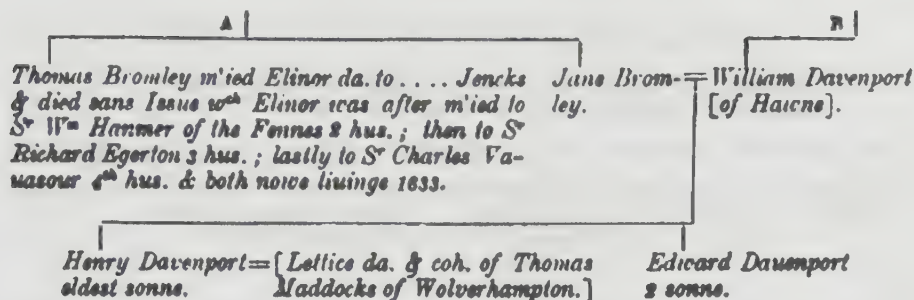 A B
Thomas Bromley m'ied Elinor da. to .... Jencks
& died sans Issue wᶜʰ Elinor was after m'ied to
Sʳ Wᵐ Hanmer of the Fennes 2 hus.; then to Sʳ
Richard Egerton 3 hus.; lastly to Sʳ Charles Va-
uasour 4ᵗʰ hus. & both nowe liuinge 1633.
Jane Brom-
ley.
=William Davenport
[of Hawne].
Henry Davenport=[Lettice da. & coh. of Thomas
eldest sonne. Maddocks of Wolverhampton.]
Edward Dauenport
2 sonne.